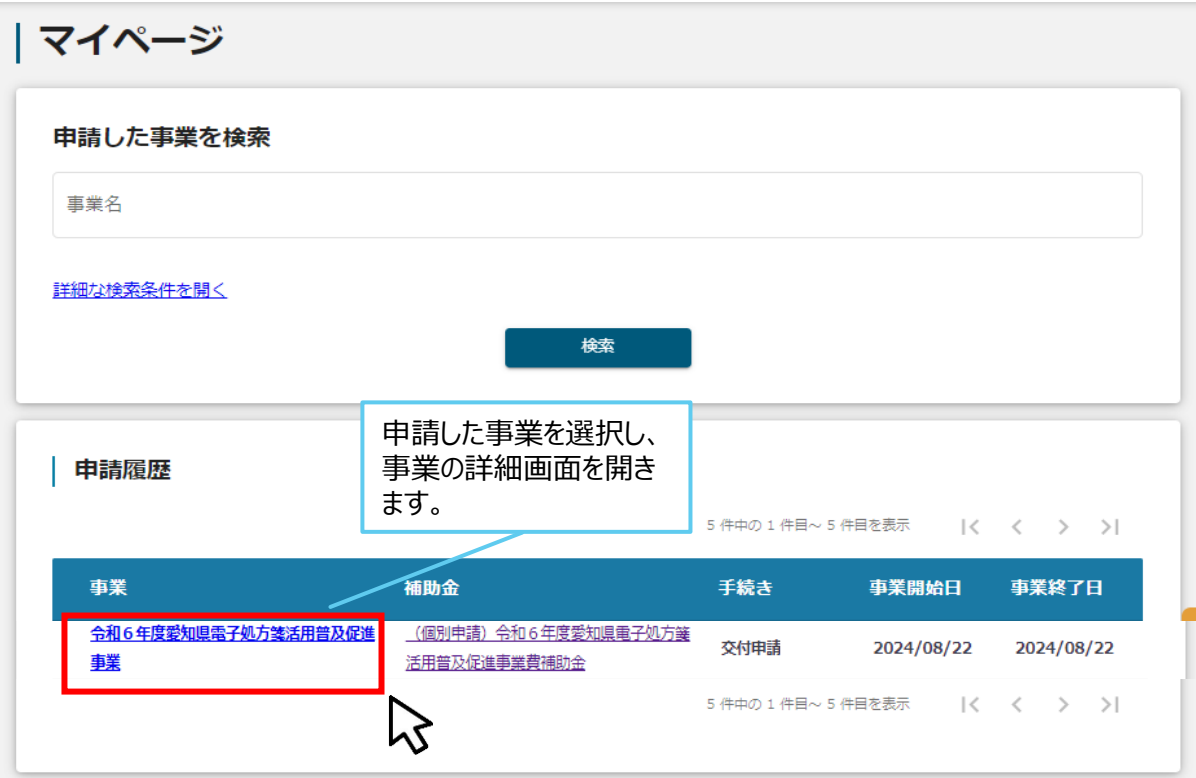 マイページ
申請した事業を検索
事業名
詳細な検索条件を開く
検索
申請した事業を選択し、
事業の詳細画面を開き
ます。
申請履歴
5 件中の 1 件目～ 5 件目を表示
事業 補助金 手続き 事業開始日 事業終了日
令和６年度愛知県電子処方箋活用普及促進
事業
（個別申請）令和６年度愛知県電子処方箋
活用普及促進事業費補助金
交付申請 2024/08/22 2024/08/22
5 件中の 1 件目～ 5 件目を表示